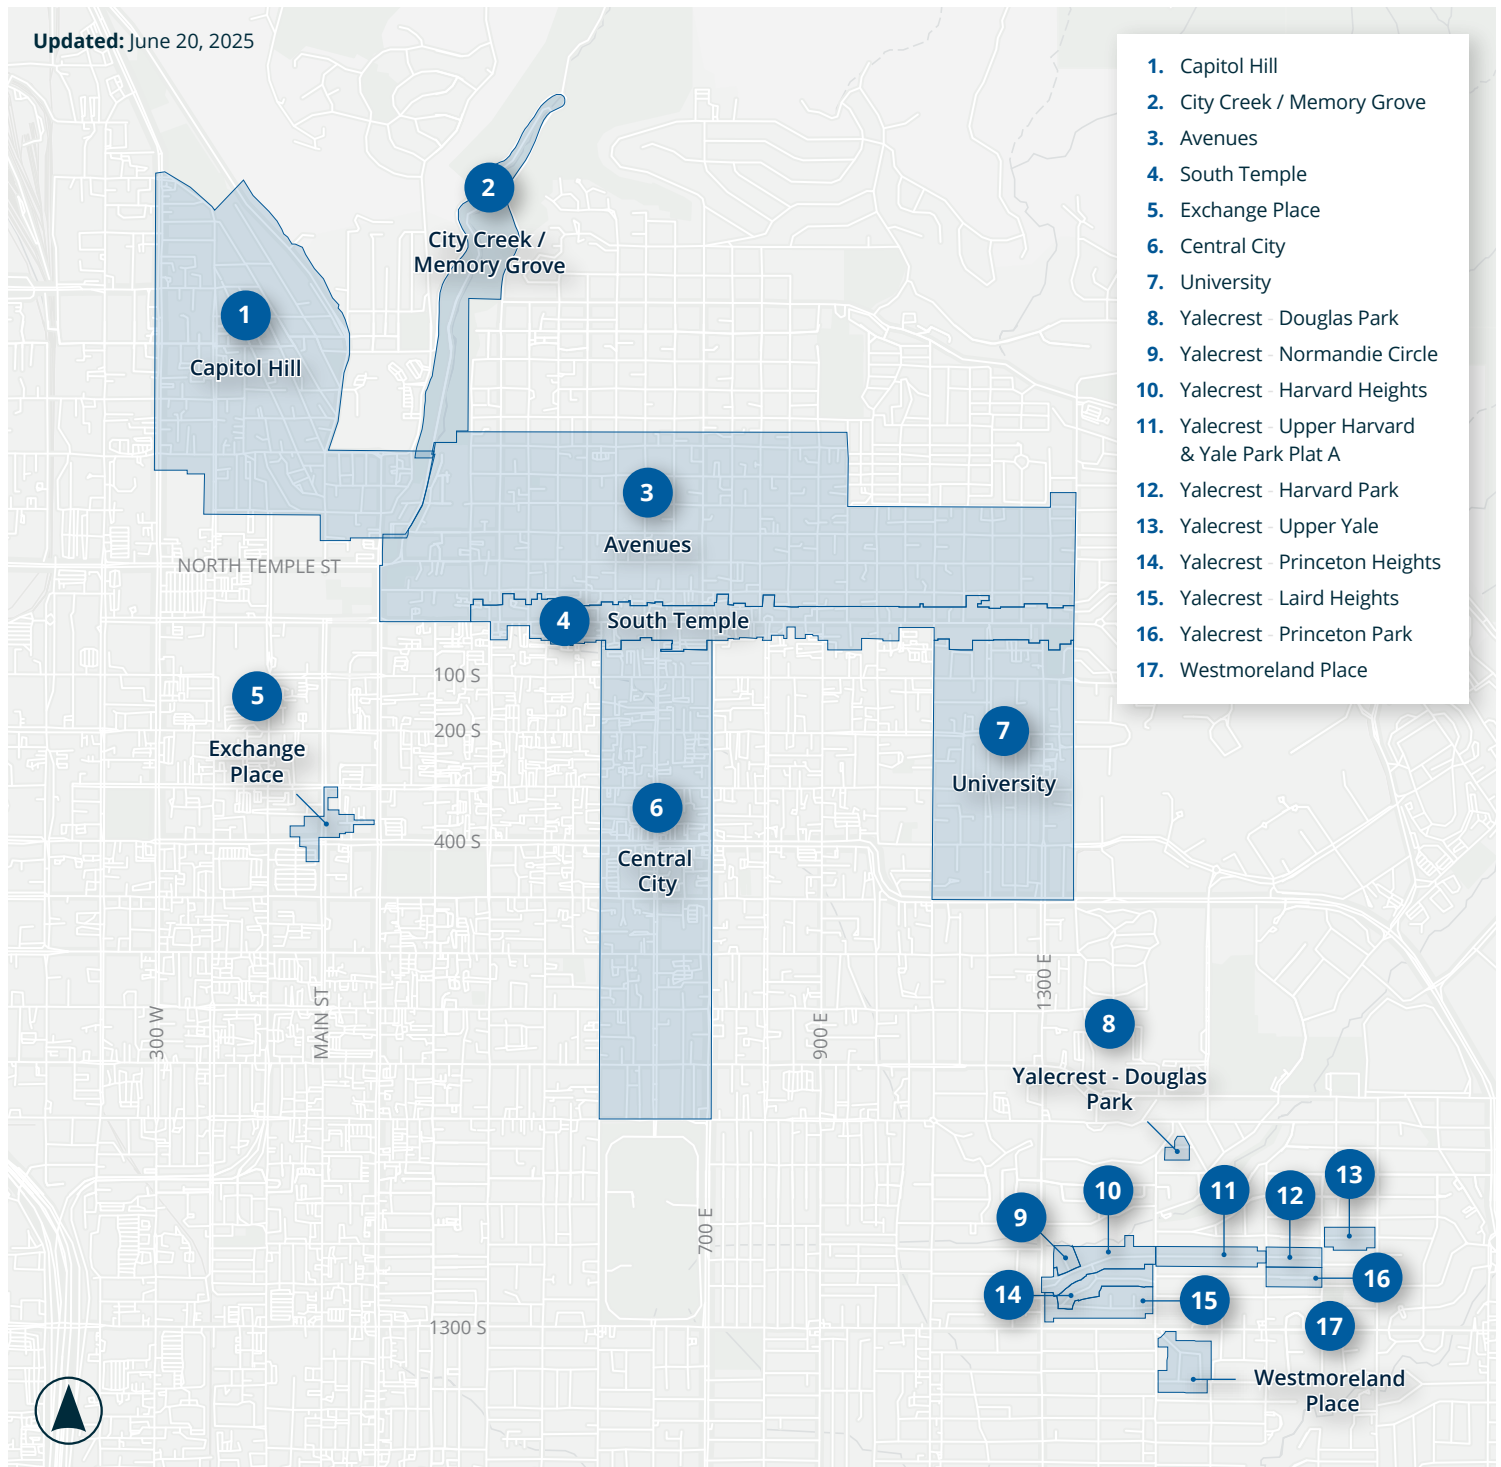 Updated: June 20, 2025
1. Capitol Hill
2. City Creek / Memory Grove
3. Avenues
4. South Temple
5. Exchange Place
6. Central City
7. University
8. Yalecrest - Douglas Park
9. Yalecrest - Normandie Circle
10. Yalecrest - Harvard Heights
11. Yalecrest - Upper Harvard
& Yale Park Plat A
12. Yalecrest - Harvard Park
13. Yalecrest - Upper Yale
14. Yalecrest - Princeton Heights
15. Yalecrest - Laird Heights
16. Yalecrest - Princeton Park
17. Westmoreland Place
2
City Creek /
Memory Grove
1
Capitol Hill
3
Avenues
NORTH TEMPLE ST
4
South Temple
100 S
5
Exchange
Place
200 S
7
University
6
Central
City
400 S
300 W
MAIN ST
900 E
1300 E
8
Yalecrest - Douglas
Park
700 E
9
10
11
12
13
14
15
16
1300 S
17
Westmoreland
Place